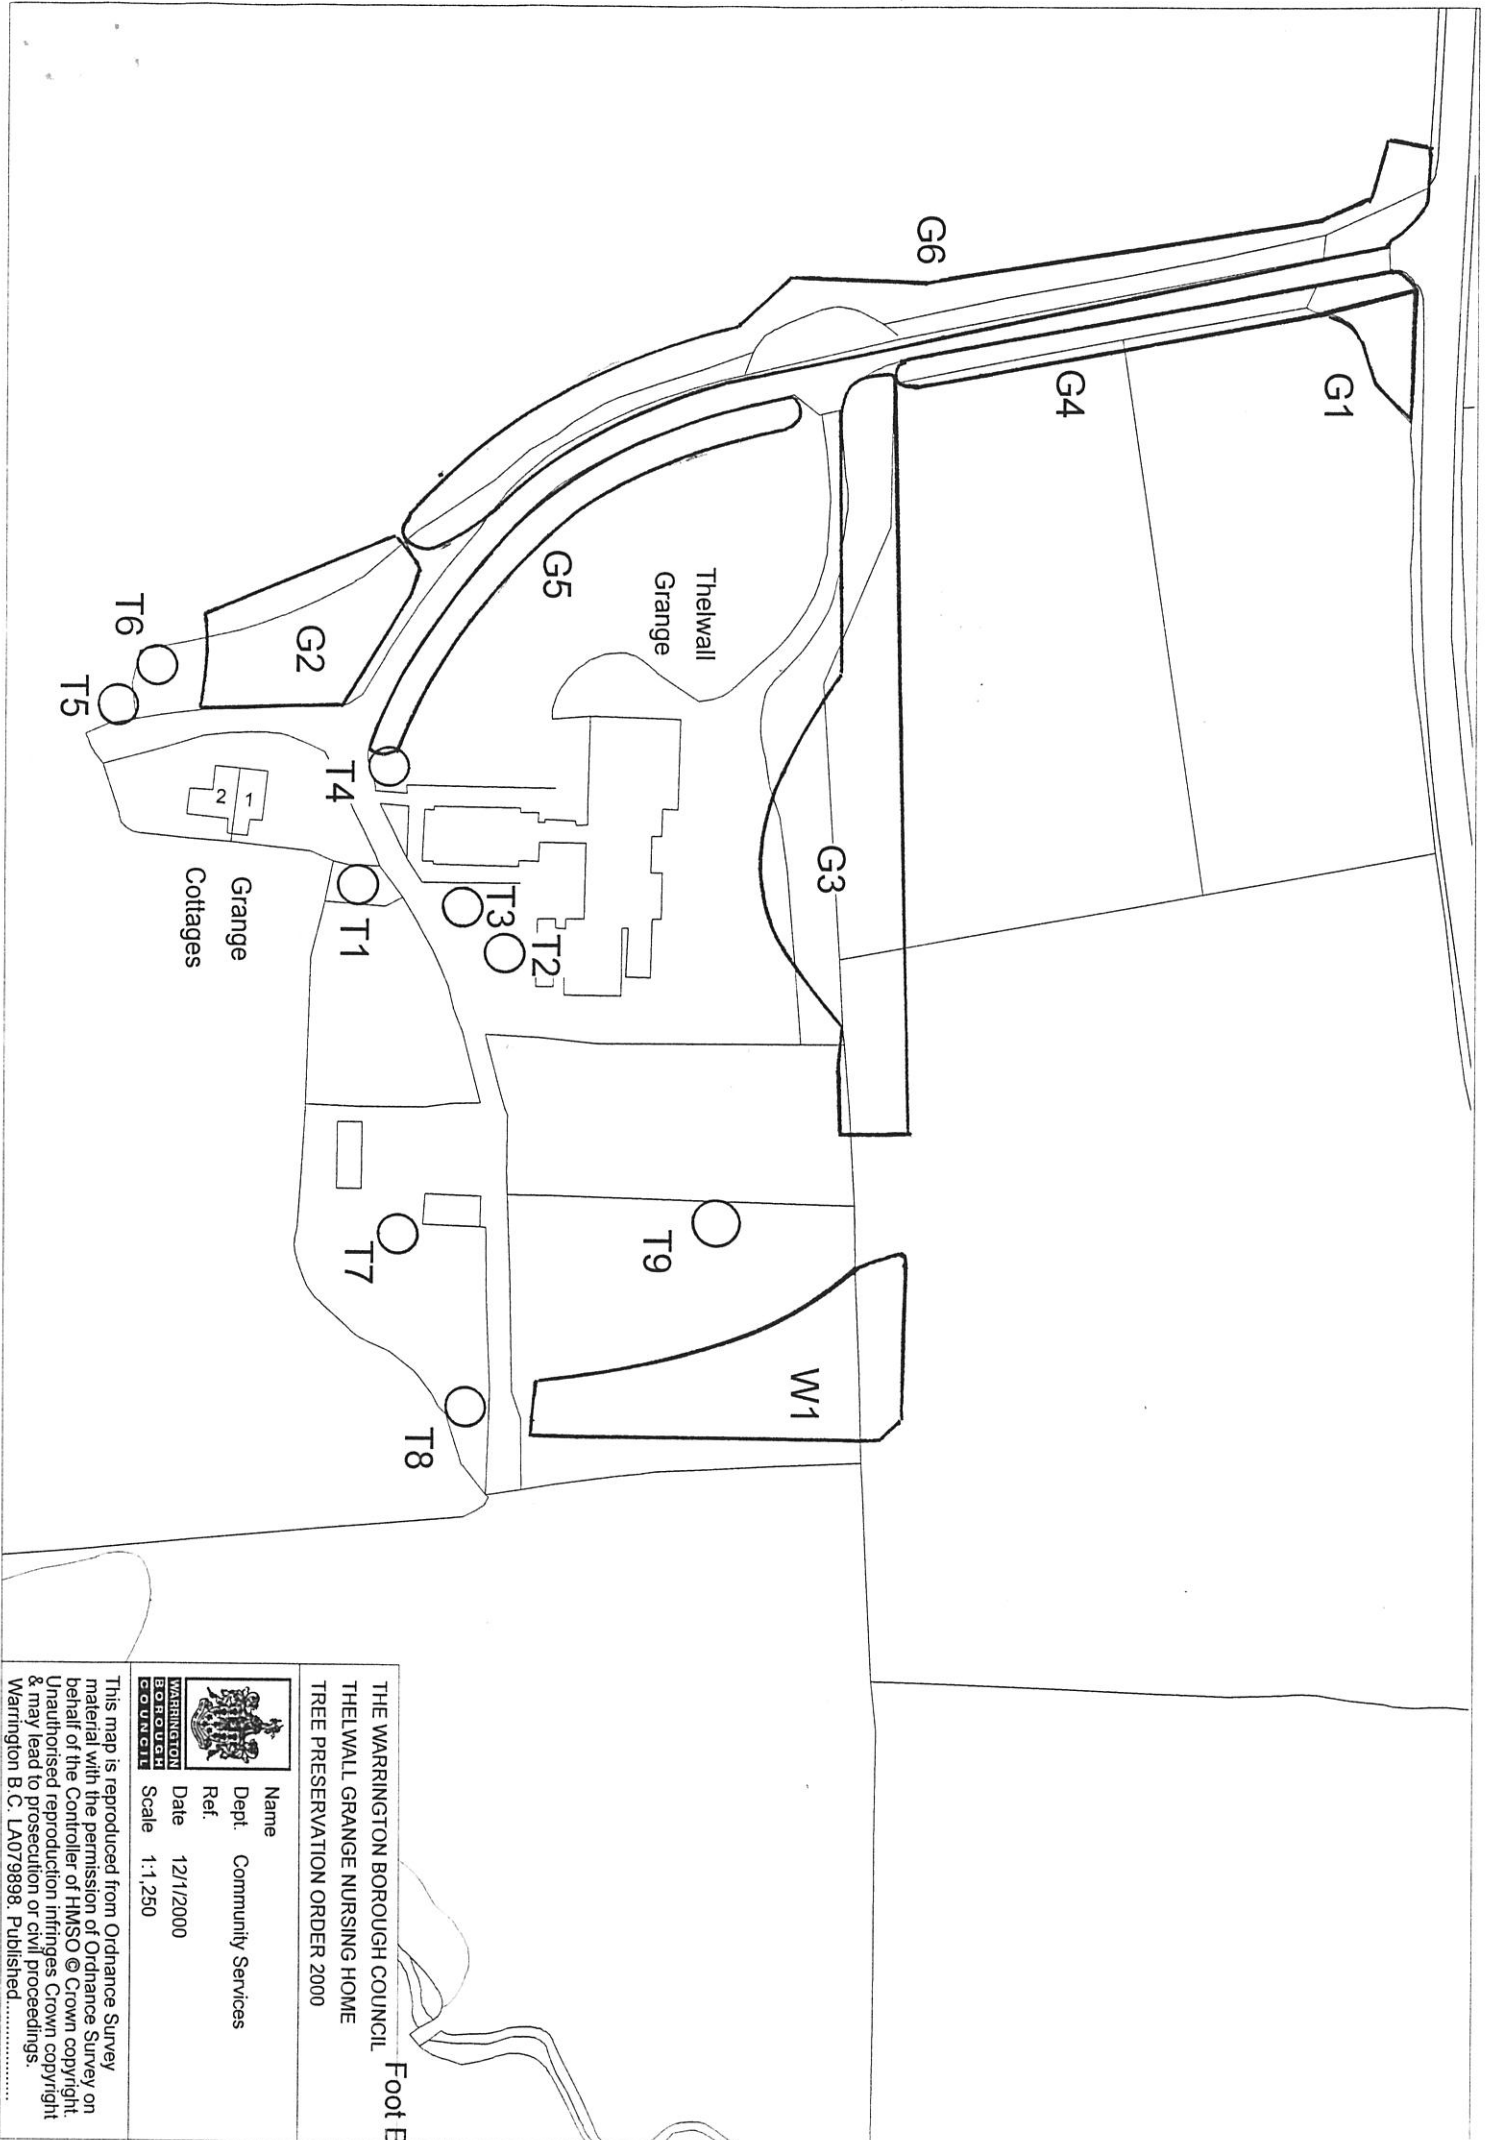 G6
G1
G4
G5
Thelwall
Grange
T6
G2
T5
T4
1
2
G3
Grange
Cottages
T1
T3
T2
T9
T7
W1
T8
THE WARRINGTON BOROUGH COUNCIL
THELWALL GRANGE NURSING HOME
TREE PRESERVATION ORDER 2000
Foot
WARRINGTON
BOROUGH
COUNCIL
Name
Dept. Community Services
Ref.
Date 12/1/2000
Scale 1:1,250
This map is reproduced from Ordnance Survey
material with the permission of Ordnance Survey on
behalf of the Controller of HMSO © Crown copyright.
Unauthorised reproduction infringes Crown copyright
& may lead to prosecution or civil proceedings.
Warrington B.C. LA079898. Published..............